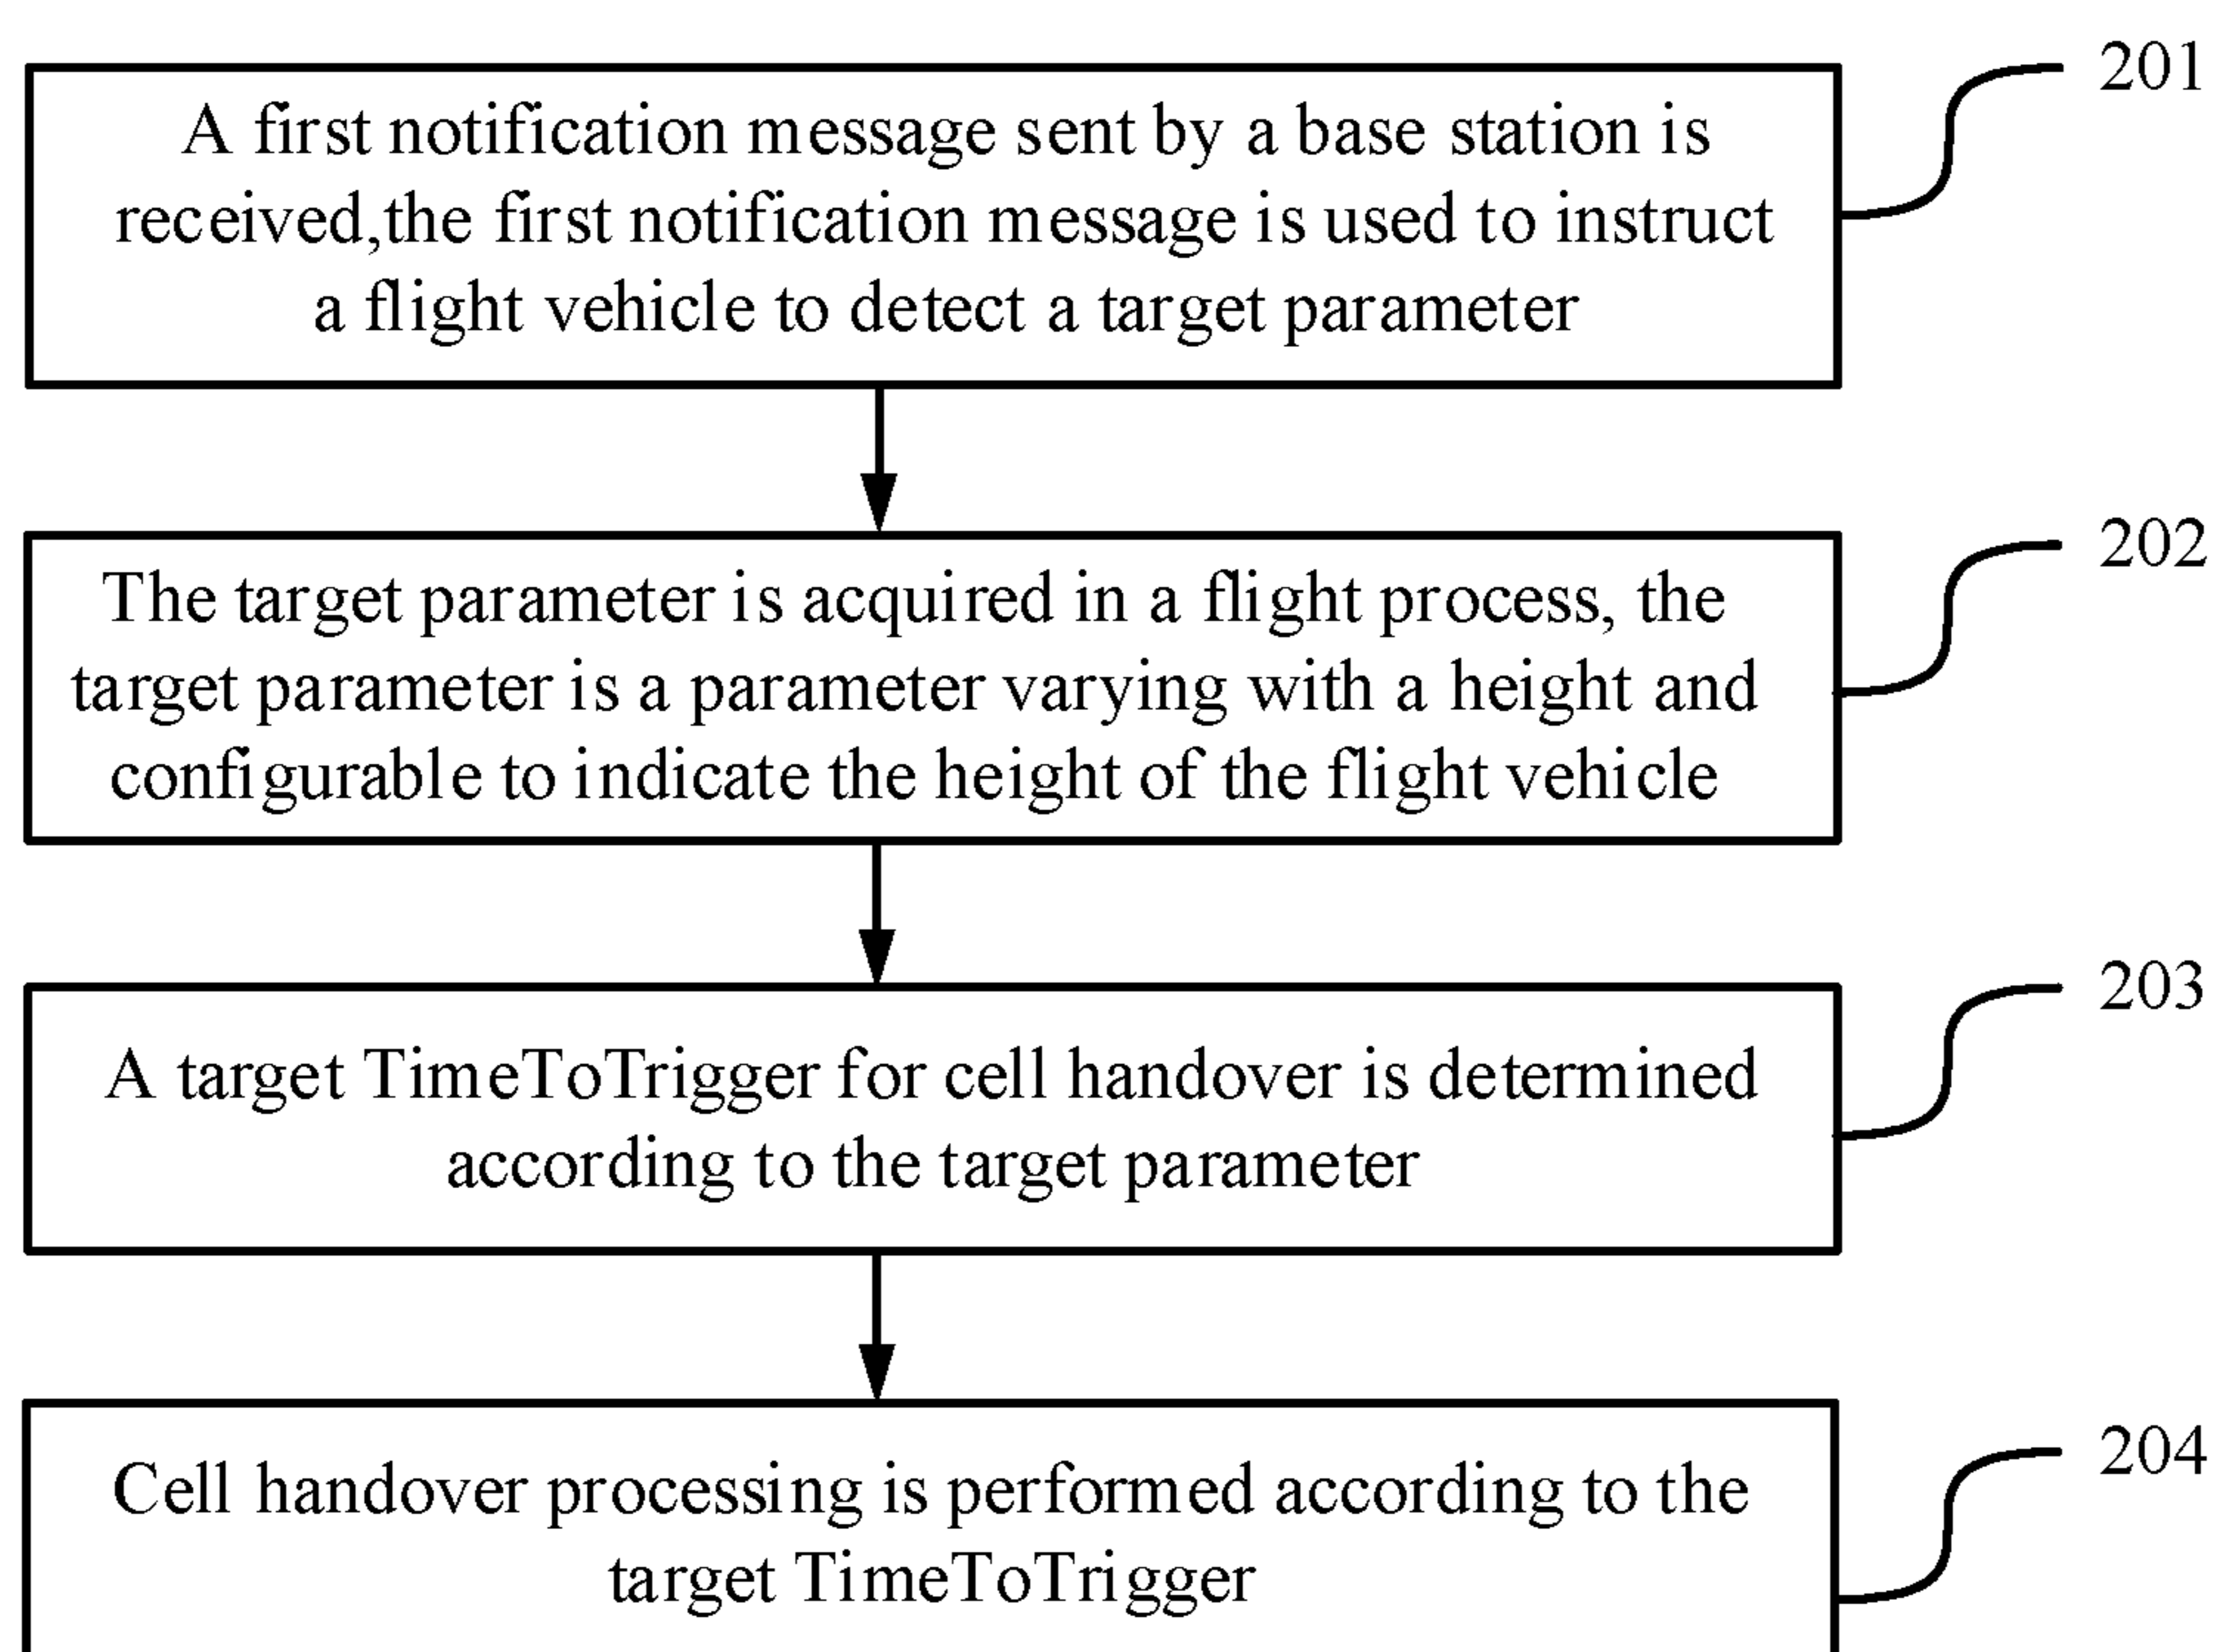 201
A first notification message sent by a base station is
received,the first notification message is used to instruct
a flight vehicle to detect a target parameter
202
The target parameter is acquired in a flight process, the
target parameter is a parameter varying with a height and
configurable to indicate the height of the flight vehicle
203
A target TimeToTrigger for cell handover is determined
according to the target parameter
204
Cell handover processing is performed according to the
target TimeToTrigger